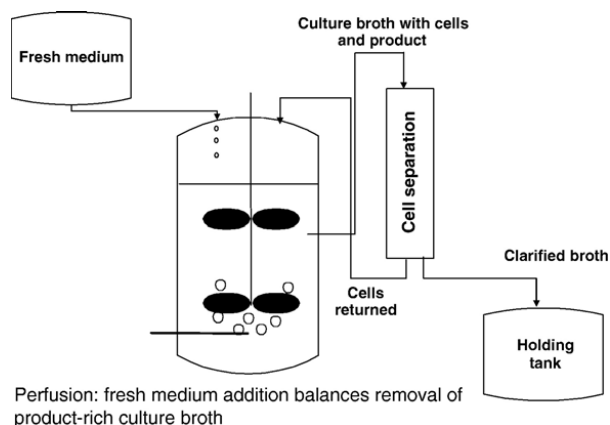 Culture broth with cells
and product
Fresh medium
Cell separation
Clarified broth
Cells
returned
Holding
tank
Perfusion: fresh medium addition balances removal of
product-rich culture broth